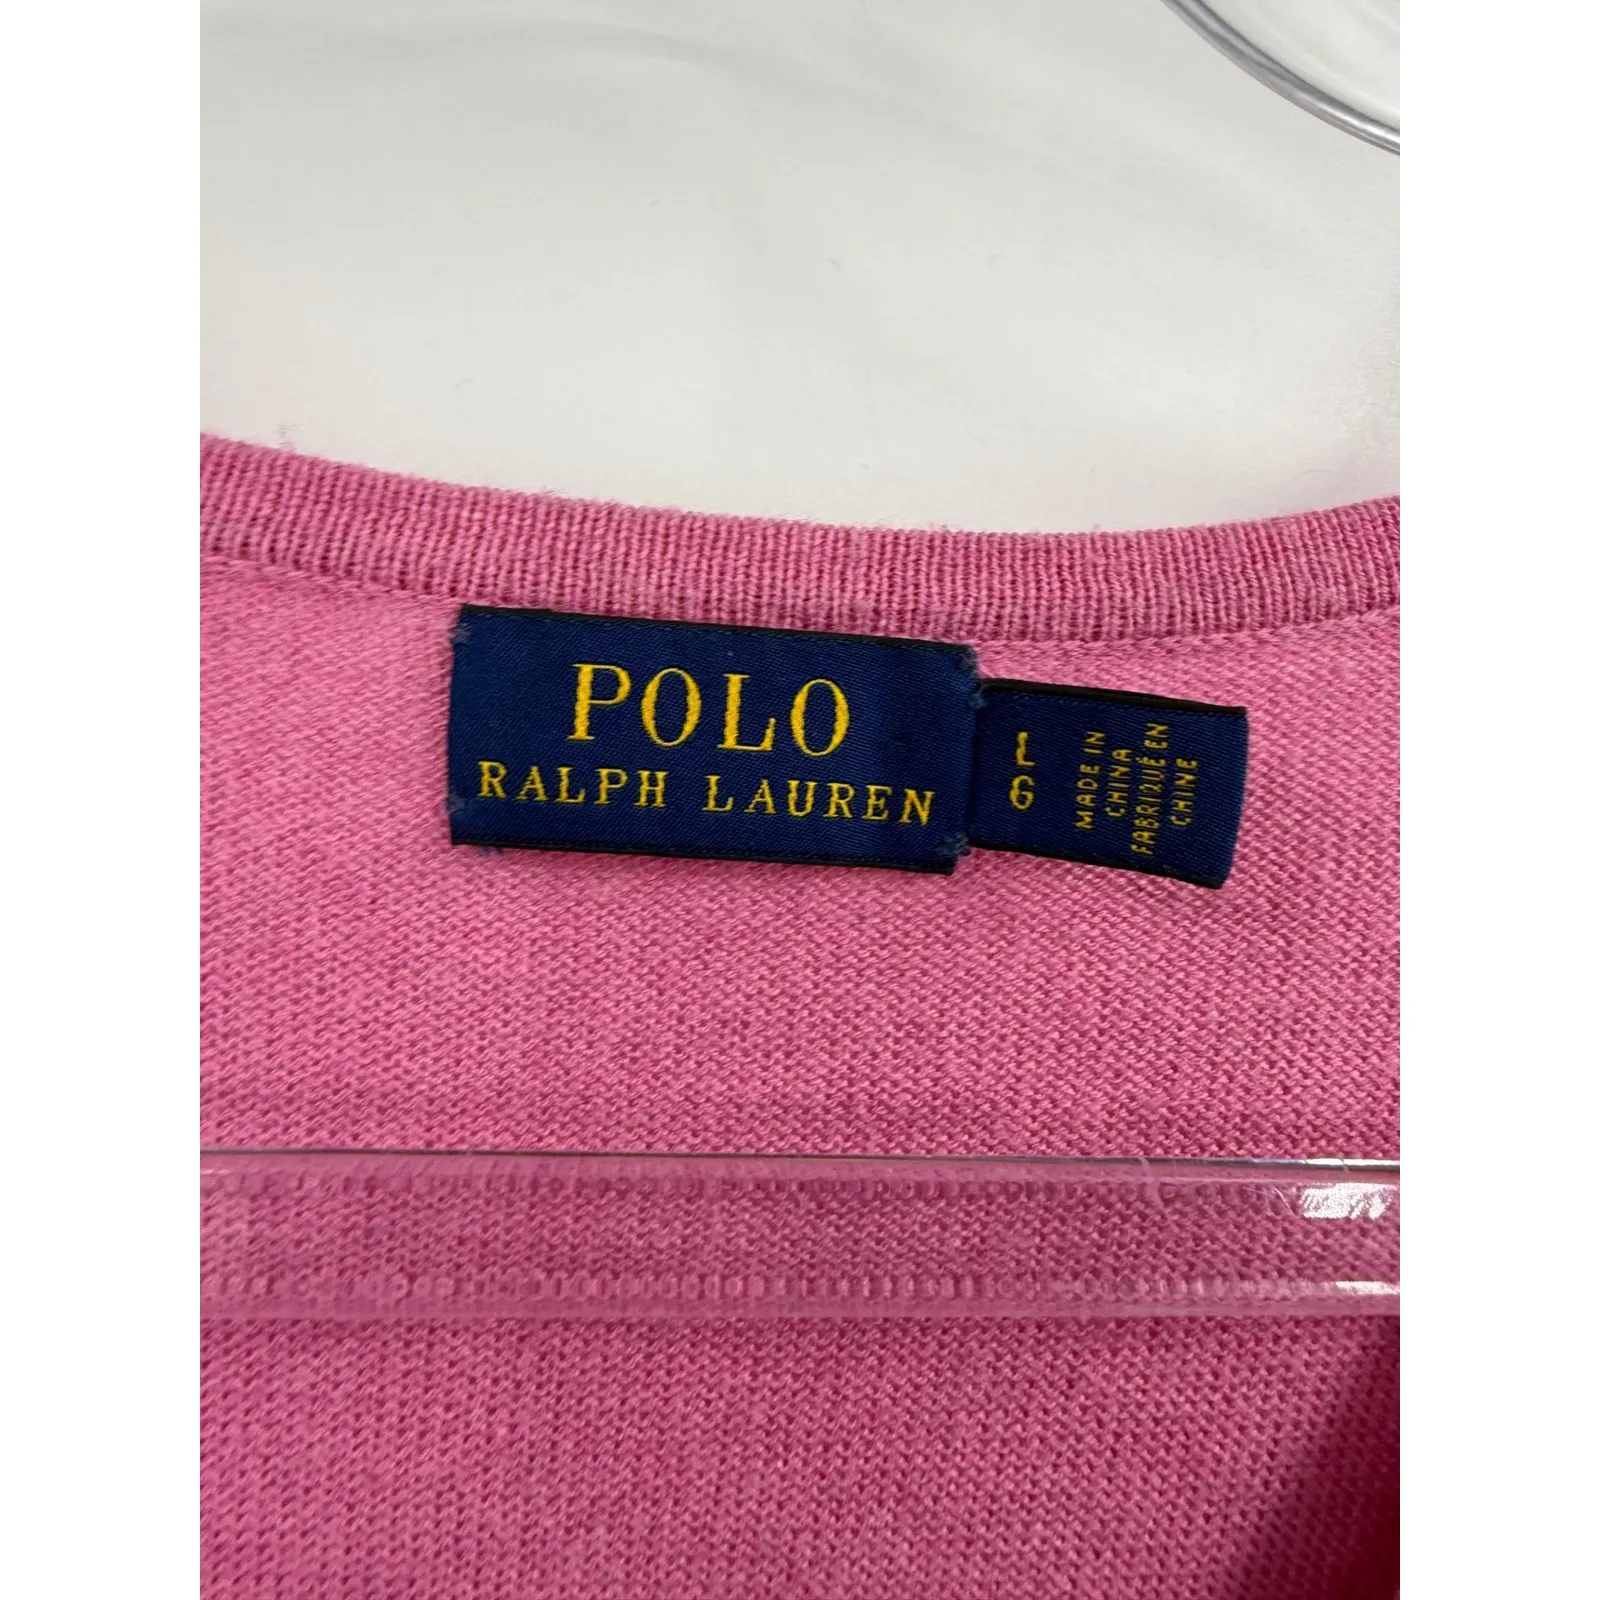 POLO
RALPH LAUREN
L
G
MADE IN
CHINA
FABRIQUÉ EN
CHINE